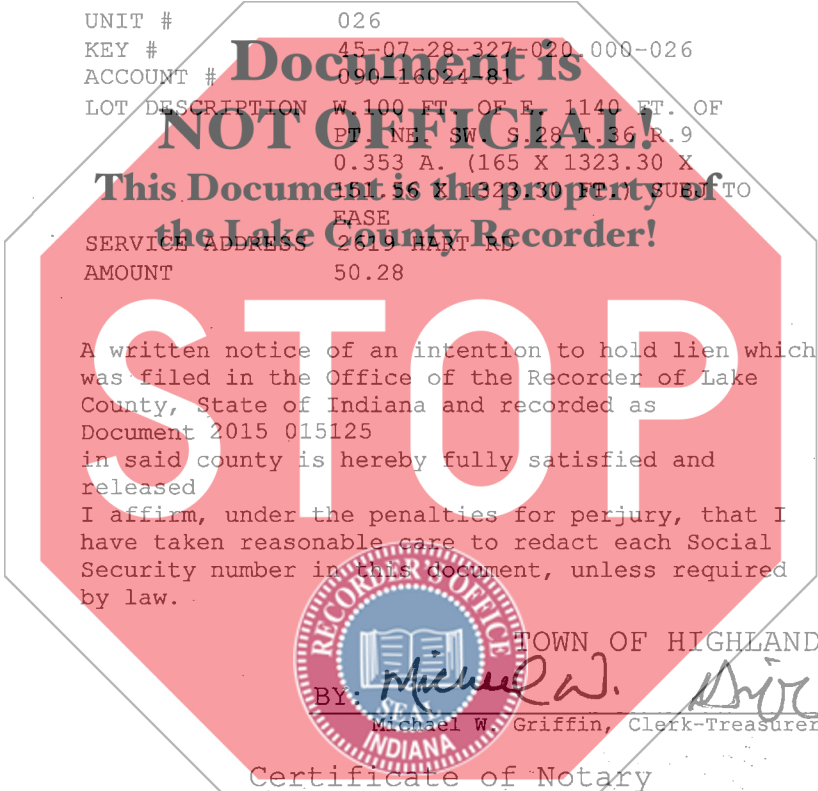 UNIT # 026
KEY # 45-07-28-327-020.000-026
Document is
ACCOUNT # 090-16024-81
LOT DESCRIPTION W.100 FT. OF E. 1140 FT. OF
NOT OFFICIAL!
PT. NE. SW. S.28 T.36 R.9
0.353 A. (165 X 1323.30 X
This Document is the property of
151.56 X 1323.30 FT.) SUBJ TO
EASE
the Lake County Recorder!
SERVICE ADDRESS 2619 HART RD
AMOUNT 50.28
STOP
A written notice of an intention to hold lien which
was filed in the Office of the Recorder of Lake
County, State of Indiana and recorded as
Document 2015 015125
in said county is hereby fully satisfied and
released
I affirm, under the penalties for perjury, that I
have taken reasonable care to redact each Social
Security number in this document, unless required
by law.
RECORDER'S OFFICE
SEAL
INDIANA
TOWN OF HIGHLAND
BY: Michael W. Griffin
Michael W. Griffin, Clerk-Treasurer
Certificate of Notary